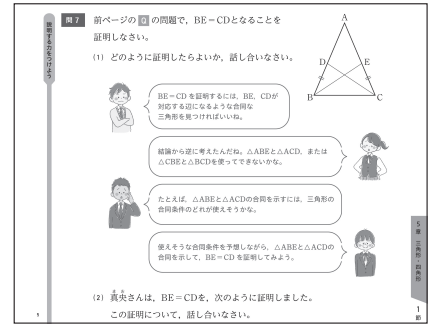 説明する力をつけよう
問7 前ページの Q の問題で，BE＝CDとなることを
証明しなさい。
(1) どのように証明したらよいか，話し合いなさい。
A
D
E
B
C
BE＝CD を証明するには，BE，CDが
対応する辺になるような合同な
三角形を見つければいいね。
結論から逆に考えたんだね。△ABEと△ACD，または
△CBEと△BCDを使ってできないかな。
たとえば，△ABEと△ACDの合同を示すには，三角形の
合同条件のどれが使えそうかな。
使えそうな合同条件を予想しながら，△ABEと△ACDの
合同を示して，BE＝CD を証明してみよう。
(2) 真央さんは，BE＝CDを，次のように証明しました。
この証明について，話し合いなさい。
5章 三角形・四角形
1節